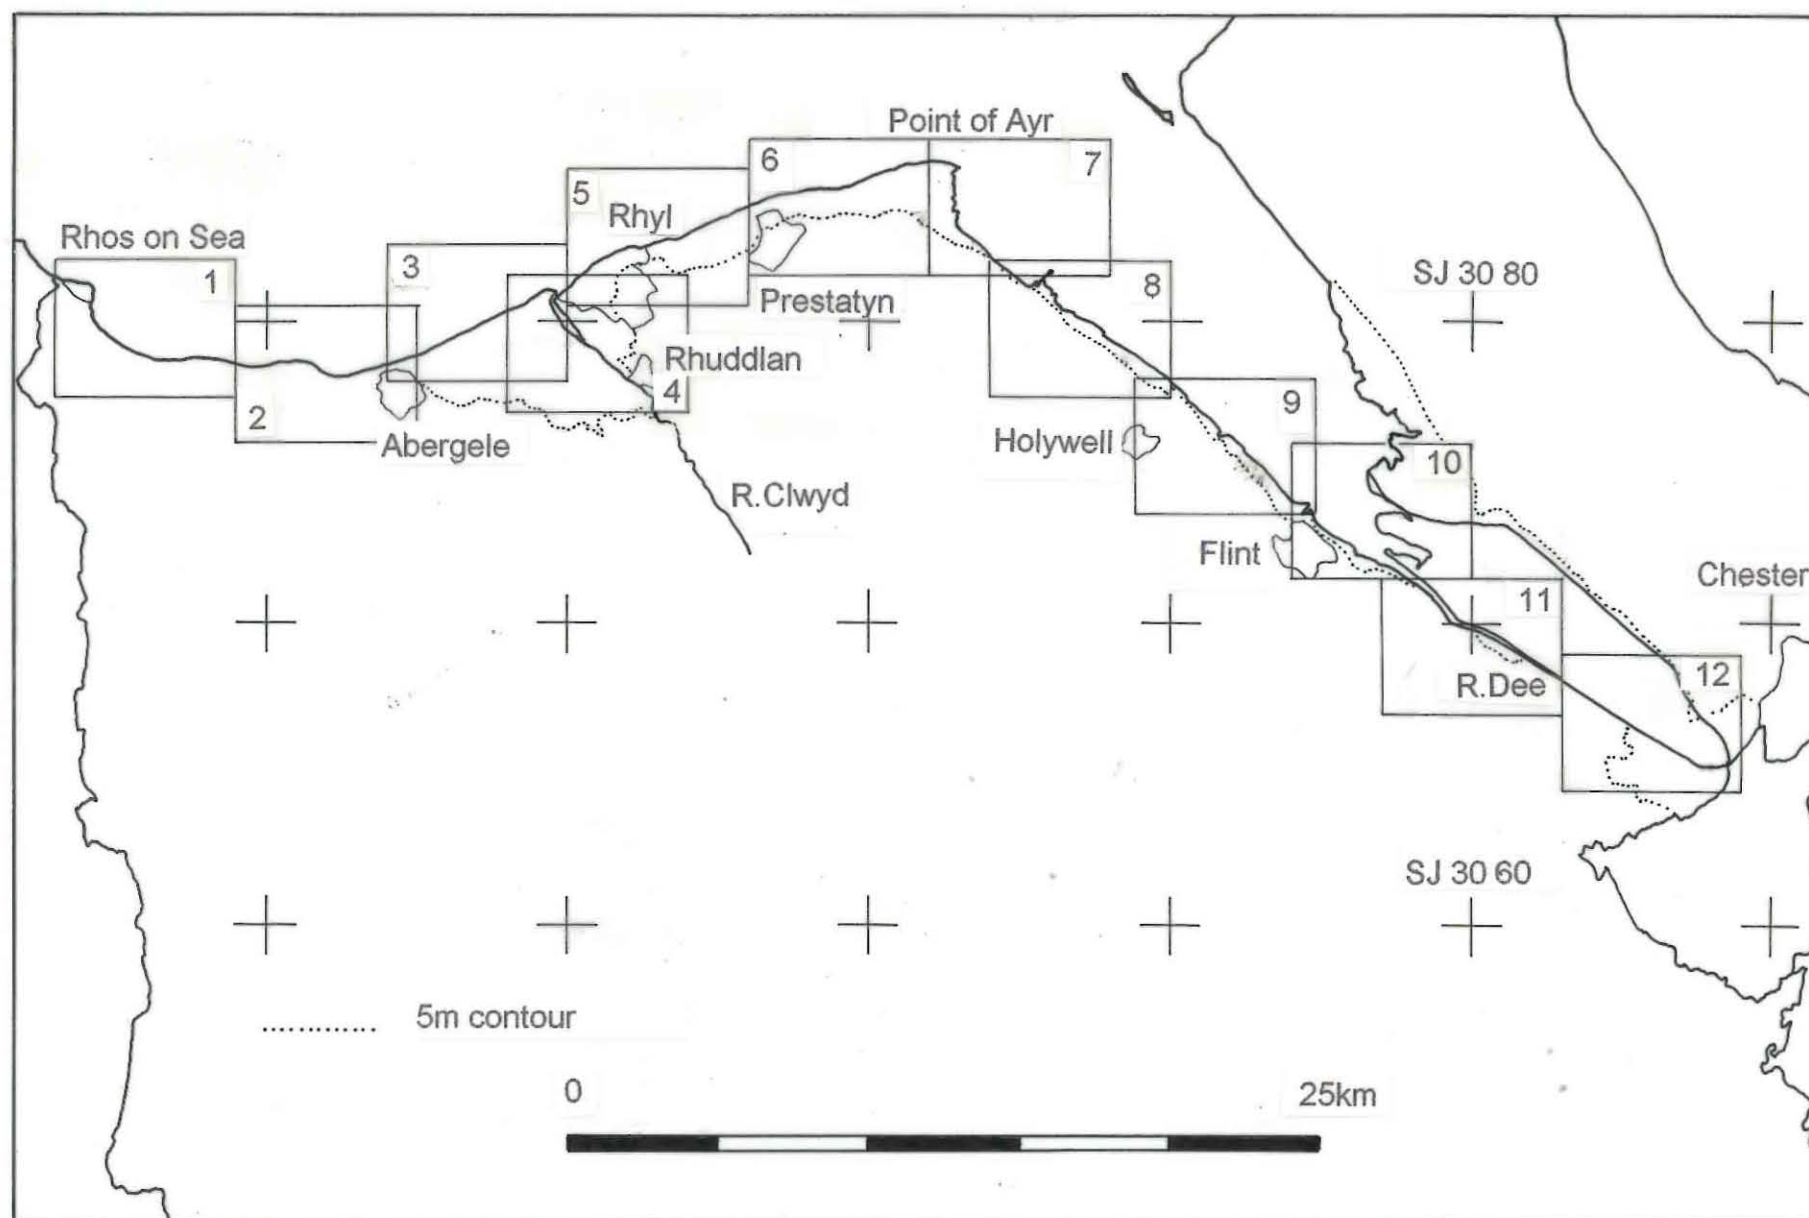 Point of Ayr
6
7
5
Rhyl
Rhos on Sea
1
3
8
SJ 30 80
Prestatyn
Rhuddlan
4
2
9
Abergele
Holywell
10
R.Clwyd
Flint
Chester
11
R.Dee
12
SJ 30 60
5m contour
0
25km